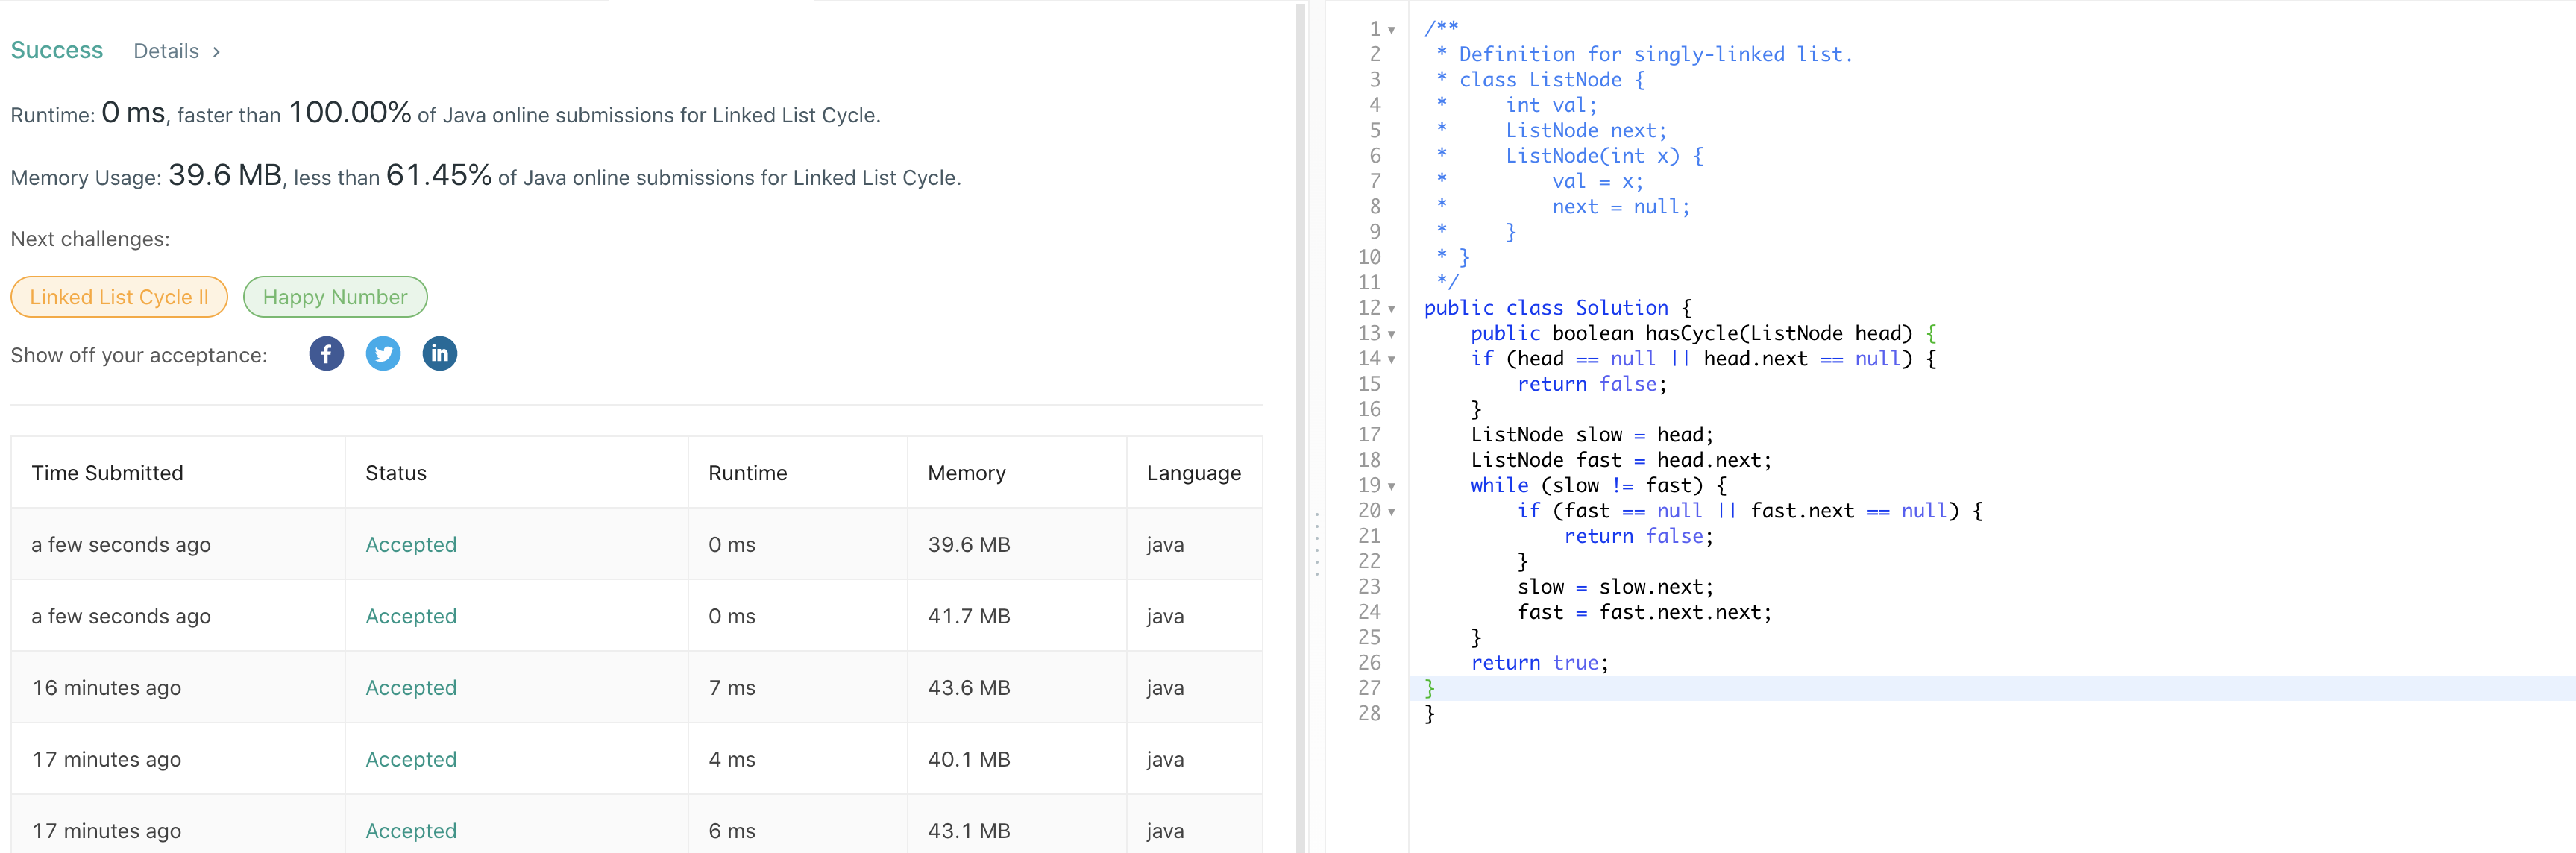 Success Details >
Runtime: 0 ms, faster than 100.00% of Java online submissions for Linked List Cycle.
Memory Usage: 39.6 MB, less than 61.45% of Java online submissions for Linked List Cycle.
Next challenges:
Linked List Cycle II Happy Number
Show off your acceptance: f in
Time Submitted Status Runtime Memory Language
a few seconds ago Accepted 0 ms 39.6 MB java
a few seconds ago Accepted 0 ms 41.7 MB java
16 minutes ago Accepted 7 ms 43.6 MB java
17 minutes ago Accepted 4 ms 40.1 MB java
17 minutes ago Accepted 6 ms 43.1 MB java
1 /**
2  * Definition for singly-linked list.
3  * class ListNode {
4  *     int val;
5  *     ListNode next;
6  *     ListNode(int x) {
7  *         val = x;
8  *         next = null;
9  *     }
10  * }
11  */
12 public class Solution {
13     public boolean hasCycle(ListNode head) {
14     if (head == null || head.next == null) {
15         return false;
16     }
17     ListNode slow = head;
18     ListNode fast = head.next;
19     while (slow != fast) {
20         if (fast == null || fast.next == null) {
21             return false;
22         }
23         slow = slow.next;
24         fast = fast.next.next;
25     }
26     return true;
27 }
28 }